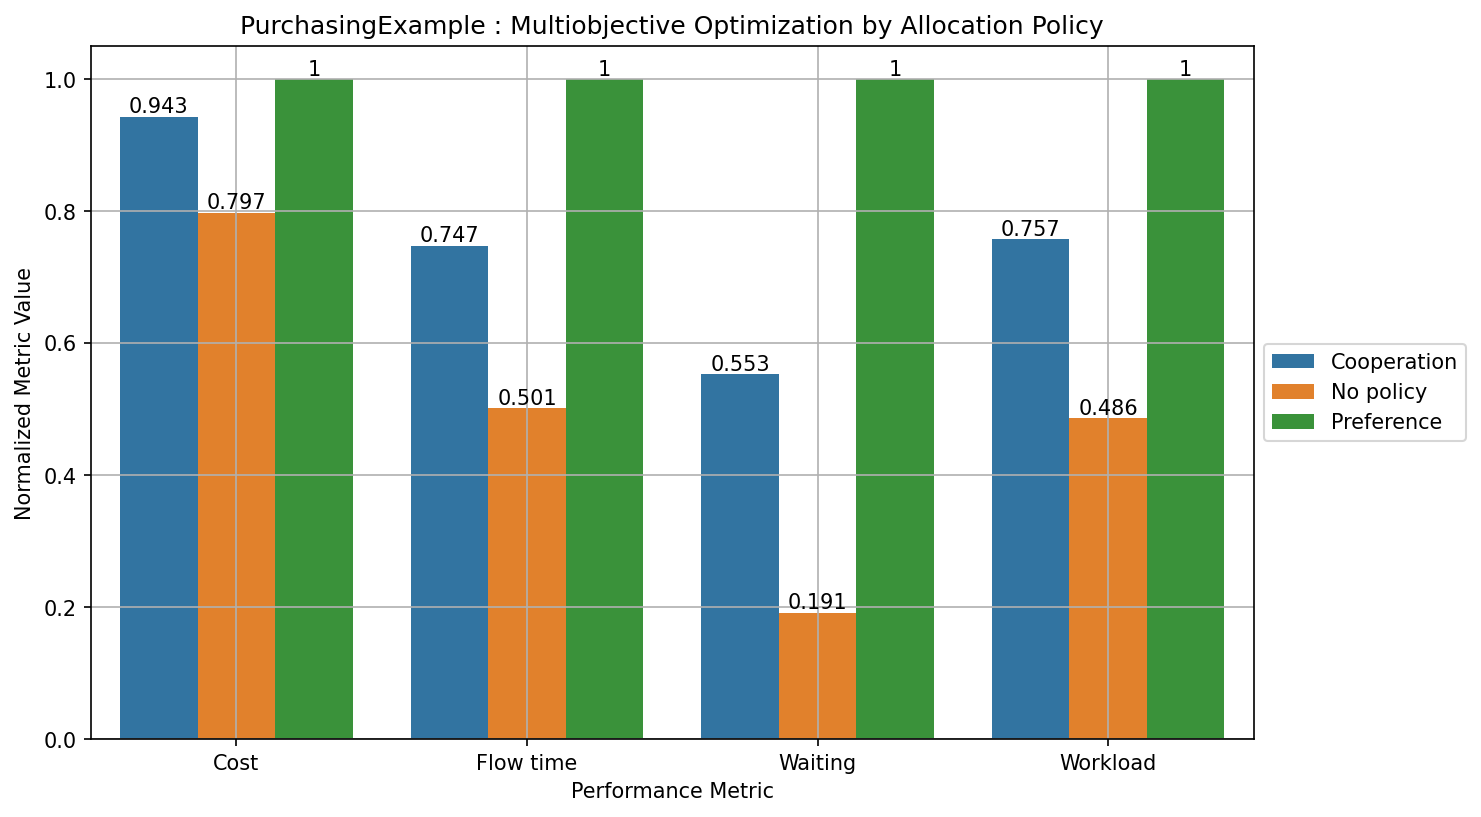 PurchasingExample : Multiobjective Optimization by Allocation Policy
Normalized Metric Value
1.0
0.8
0.6
0.4
0.2
0.0
0.943
0.797
1
0.747
0.501
1
0.553
0.191
1
0.757
0.486
1
Cost
Flow time
Waiting
Workload
Performance Metric
Cooperation
No policy
Preference